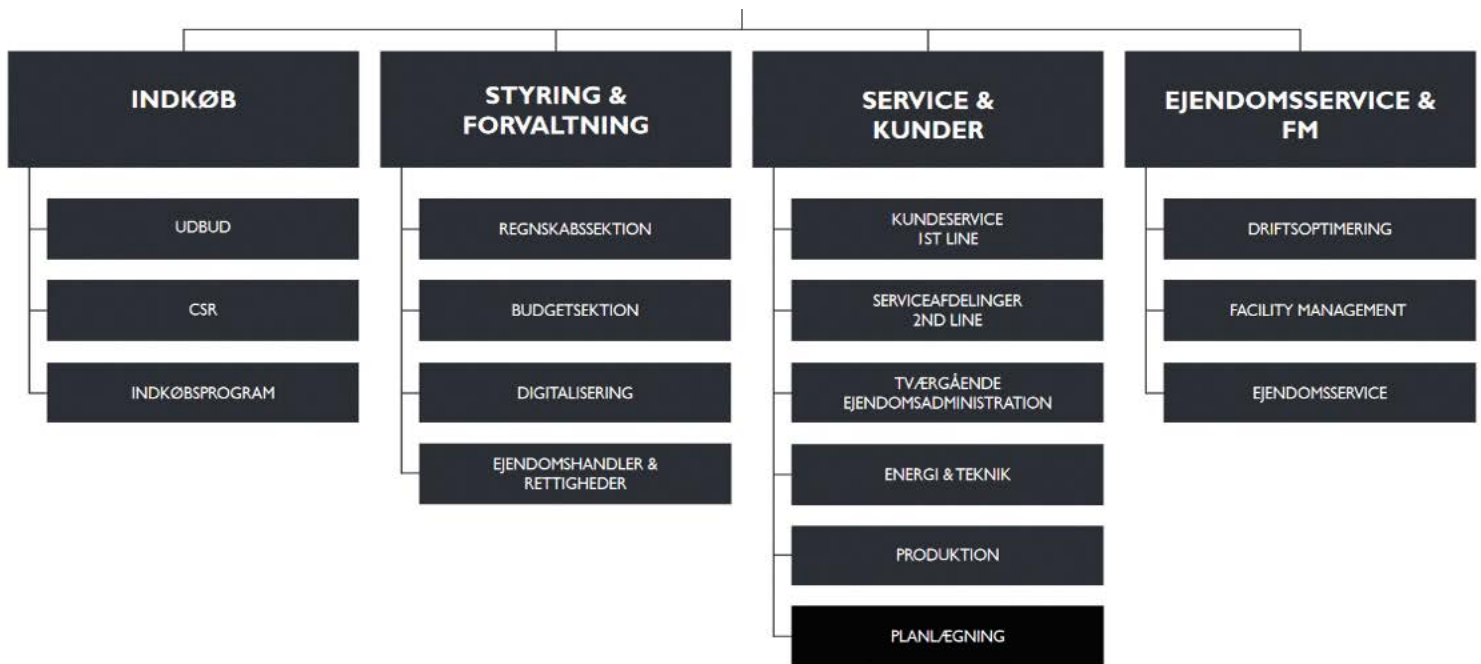 INDKØB
UDBUD
CSR
INDKØBSPROGRAM
STYRING &
FORVALTNING
REGNSKABSSEKTION
BUDGETSEKTION
DIGITALISERING
EJENDOMSHANDLER &
RETTIGHEDER
SERVICE &
KUNDER
KUNDESERVICE
1ST LINE
SERVICEAFDELINGER
2ND LINE
TVÆRGÅENDE
EJENDOMSADMINISTRATION
ENERGI & TEKNIK
PRODUKTION
PLANLÆGNING
EJENDOMSSERVICE &
FM
DRIFTSOPTIMERING
FACILITY MANAGEMENT
EJENDOMSSERVICE